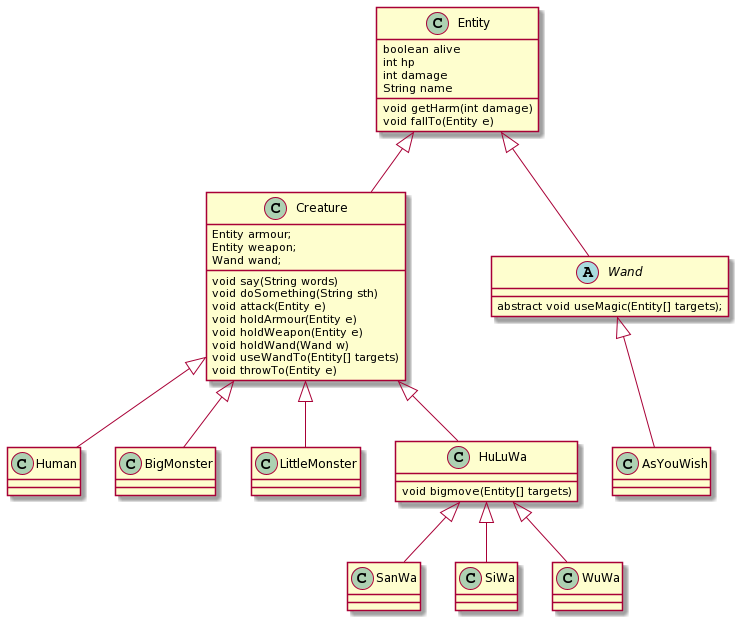 C Entity
boolean alive
int hp
int damage
String name
void getHarm(int damage)
void fallTo(Entity e)
C Creature
Entity armour;
Entity weapon;
Wand wand;
void say(String words)
void doSomething(String sth)
void attack(Entity e)
void holdArmour(Entity e)
void holdWeapon(Entity e)
void holdWand(Wand w)
void useWandTo(Entity[] targets)
void throwTo(Entity e)
A Wand
abstract void useMagic(Entity[] targets);
C Human
C BigMonster
C LittleMonster
C HuLuWa
void bigmove(Entity[] targets)
C AsYouWish
C SanWa
C SiWa
C WuWa